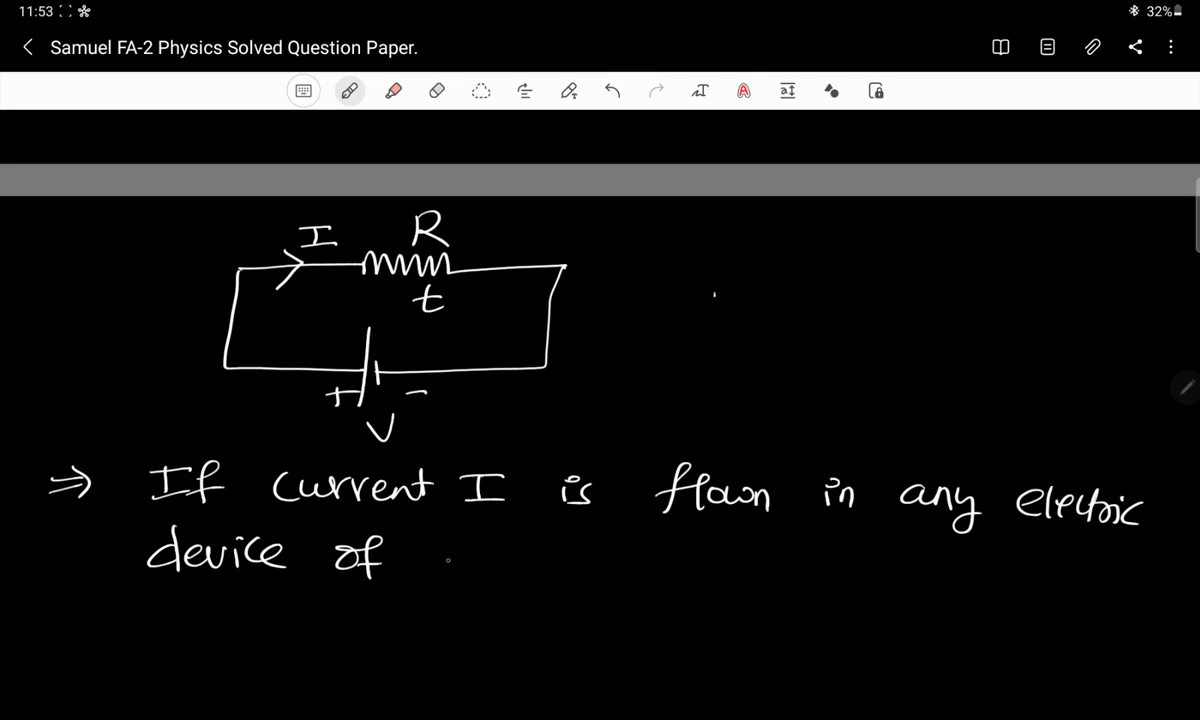 11:53
32%
Samuel FA-2 Physics Solved Question Paper.
I
R
t
+ -
V
⇒ If current I is flown in any electric
device of